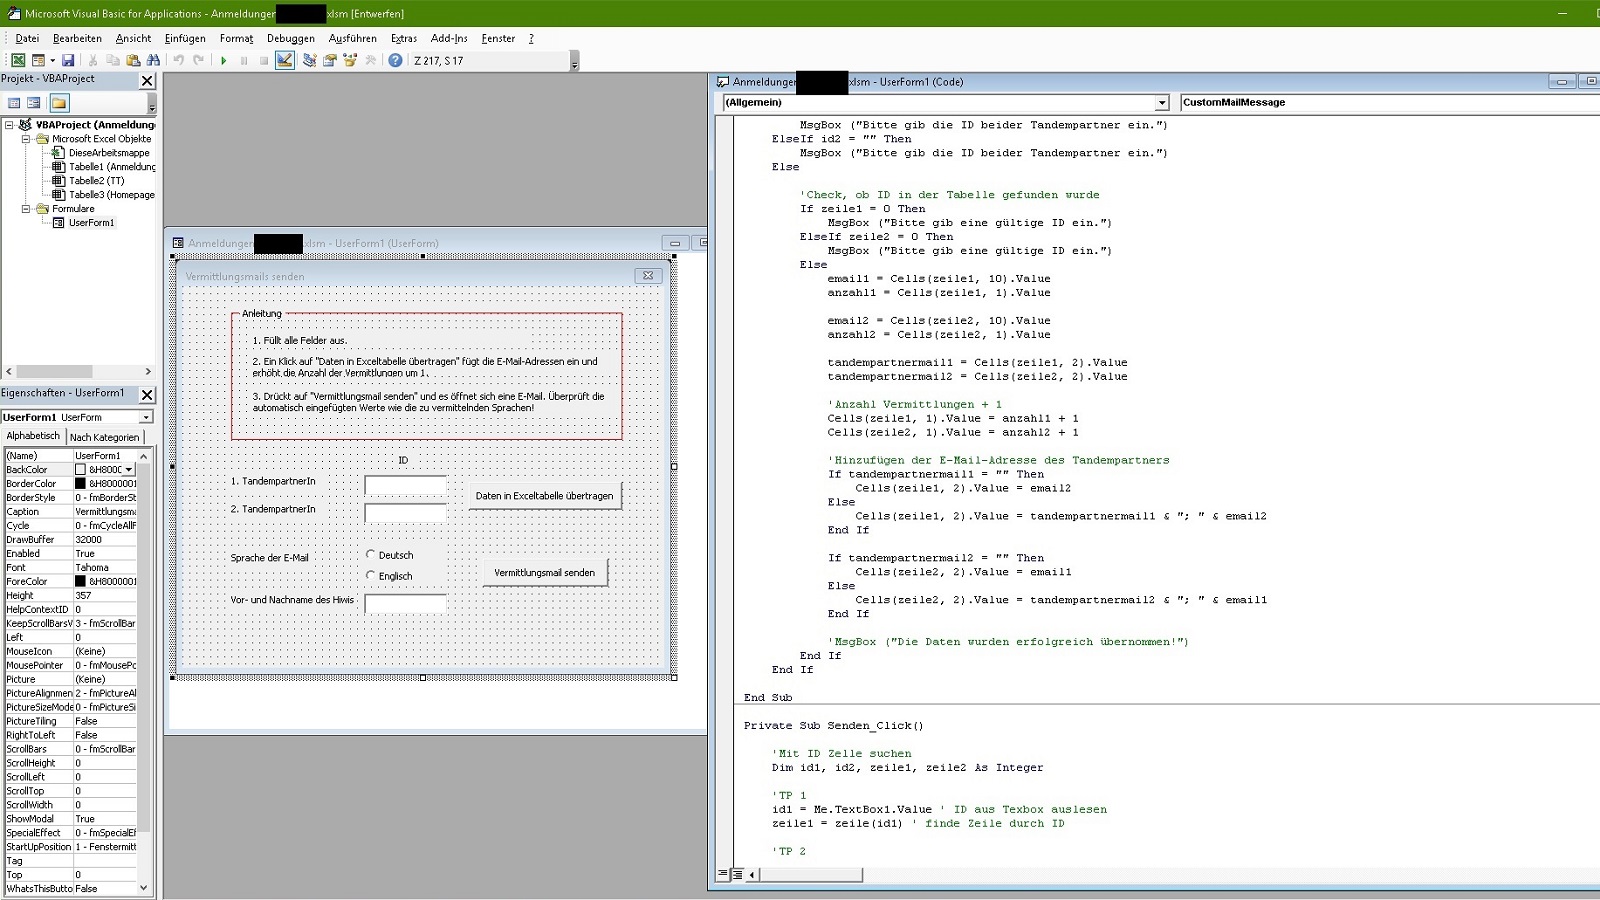 Microsoft Visual Basic for Applications - Anmeldungen xlsm [Entwerfen]
Datei Bearbeiten Ansicht Einfügen Format Debuggen Ausführen Extras Add-Ins Fenster ?
Z 217, S 17
Projekt - VBAProject
VBAProject (Anmeldung
Microsoft Excel Objekte
DieseArbeitsmappe
Tabelle1 (Anmeldung
Tabelle2 (TT)
Tabelle3 (Homepage
Formulare
UserForm1
Eigenschaften - UserForm1
UserForm1 UserForm
Alphabetisch Nach Kategorien
(Name) UserForm1
BackColor &H800C
BorderColor &H8000001
BorderStyle 0 - fmBorderSt
Caption Vermittlungsma
Cycle 0 - fmCycleAllF
DrawBuffer 32000
Enabled True
Font Tahoma
ForeColor &H8000001
Height 357
HelpContextID 0
KeepScrollBarsV 3 - fmScrollBar
Left 0
MouseIcon (Keine)
MousePointer 0 - fmMousePo
Picture (Keine)
PictureAlignmen 2 - fmPictureAl
PictureSizeMode 0 - fmPictureSi
PictureTiling False
RightToLeft False
ScrollBars 0 - fmScrollBar
ScrollHeight 0
ScrollLeft 0
ScrollTop 0
ScrollWidth 0
ShowModal True
SpecialEffect 0 - fmSpecialEf
StartUpPosition 1 - Fenstermitt
Tag
Top 0
WhatsThisButto False
Anmeldungen xlsm - UserForm1 (UserForm)
Vermittlungsmails senden
Anleitung
1. Füllt alle Felder aus.
2. Ein Klick auf "Daten in Exceltabelle übertragen" fügt die E-Mail-Adressen ein und
erhöht die Anzahl der Vermittlungen um 1.
3. Drückt auf "Vermittlungsmail senden" und es öffnet sich eine E-Mail. Überprüft die
automatisch eingefügten Werte wie die zu vermittelnden Sprachen!
ID
1. TandempartnerIn
2. TandempartnerIn
Daten in Exceltabelle übertragen
Sprache der E-Mail
Deutsch
Englisch
Vermittlungsmail senden
Vor- und Nachname des Hiwis
Anmeldungen xlsm - UserForm1 (Code)
(Allgemein) CustomMailMessage
MsgBox ("Bitte gib die ID beider Tandempartner ein.")
ElseIf id2 = "" Then
MsgBox ("Bitte gib die ID beider Tandempartner ein.")
Else
'Check, ob ID in der Tabelle gefunden wurde
If zeile1 = 0 Then
MsgBox ("Bitte gib eine gültige ID ein.")
ElseIf zeile2 = 0 Then
MsgBox ("Bitte gib eine gültige ID ein.")
Else
email1 = Cells(zeile1, 10).Value
anzahl1 = Cells(zeile1, 1).Value
email2 = Cells(zeile2, 10).Value
anzahl2 = Cells(zeile2, 1).Value
tandempartnermail1 = Cells(zeile1, 2).Value
tandempartnermail2 = Cells(zeile2, 2).Value
'Anzahl Vermittlungen + 1
Cells(zeile1, 1).Value = anzahl1 + 1
Cells(zeile2, 1).Value = anzahl2 + 1
'Hinzufügen der E-Mail-Adresse des Tandempartners
If tandempartnermail1 = "" Then
Cells(zeile1, 2).Value = email2
Else
Cells(zeile1, 2).Value = tandempartnermail1 & "; " & email2
End If
If tandempartnermail2 = "" Then
Cells(zeile2, 2).Value = email1
Else
Cells(zeile2, 2).Value = tandempartnermail2 & "; " & email1
End If
'MsgBox ("Die Daten wurden erfolgreich übernommen!")
End If
End If
End Sub
Private Sub Senden_Click()
'Mit ID Zelle suchen
Dim id1, id2, zeile1, zeile2 As Integer
'TP 1
id1 = Me.TextBox1.Value ' ID aus Texbox auslesen
zeile1 = zeile(id1) ' finde Zeile durch ID
'TP 2